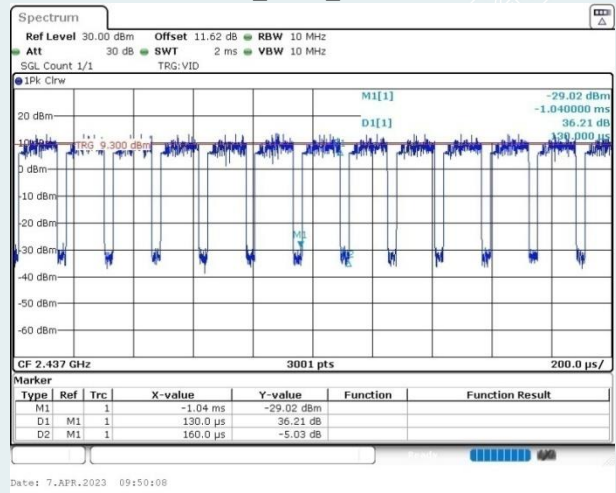 Spectrum
Ref Level 30.00 dBm Offset 11.62 dB RBW 10 MHz
Att 30 dB SWT 2 ms VBW 10 MHz
SGL Count 1/1 TRG:VID
1Pk Clrw
M1[1] -29.02 dBm
-1.040000 ms
20 dBm
D1[1] 36.21 dB
130.000 µs
TRG 9.300 dBm
0 dBm
-10 dBm
-20 dBm
M1
-30 dBm
-40 dBm
-50 dBm
-60 dBm
CF 2.437 GHz 3001 pts 200.0 µs/
Marker
Type Ref Trc X-value Y-value Function Function Result
M1 1 -1.04 ms -29.02 dBm
D1 M1 1 130.0 µs 36.21 dB
D2 M1 1 160.0 µs -5.03 dB
Date: 7.APR.2023 09:50:08